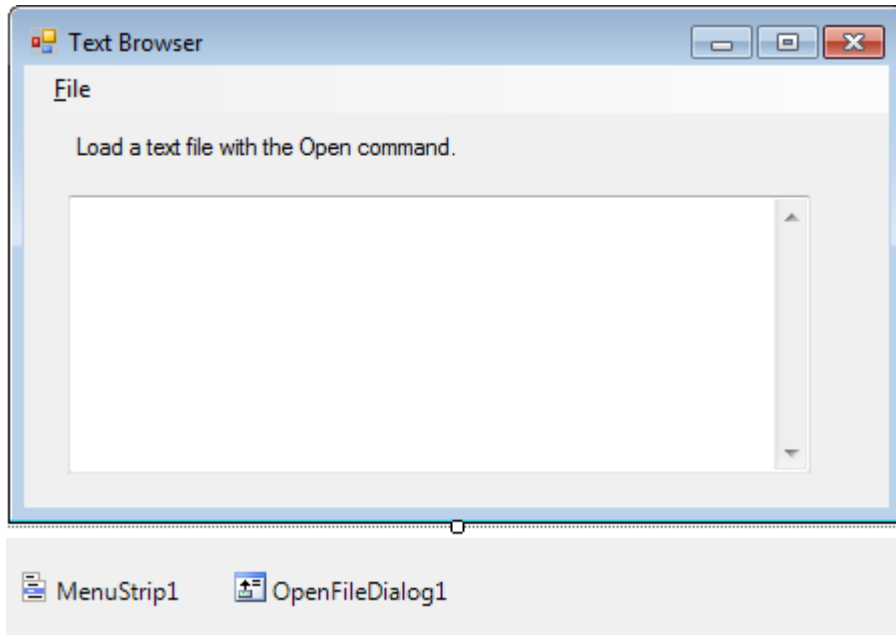 Text Browser
File
Load a text file with the Open command.
MenuStrip1 OpenFileDialog1